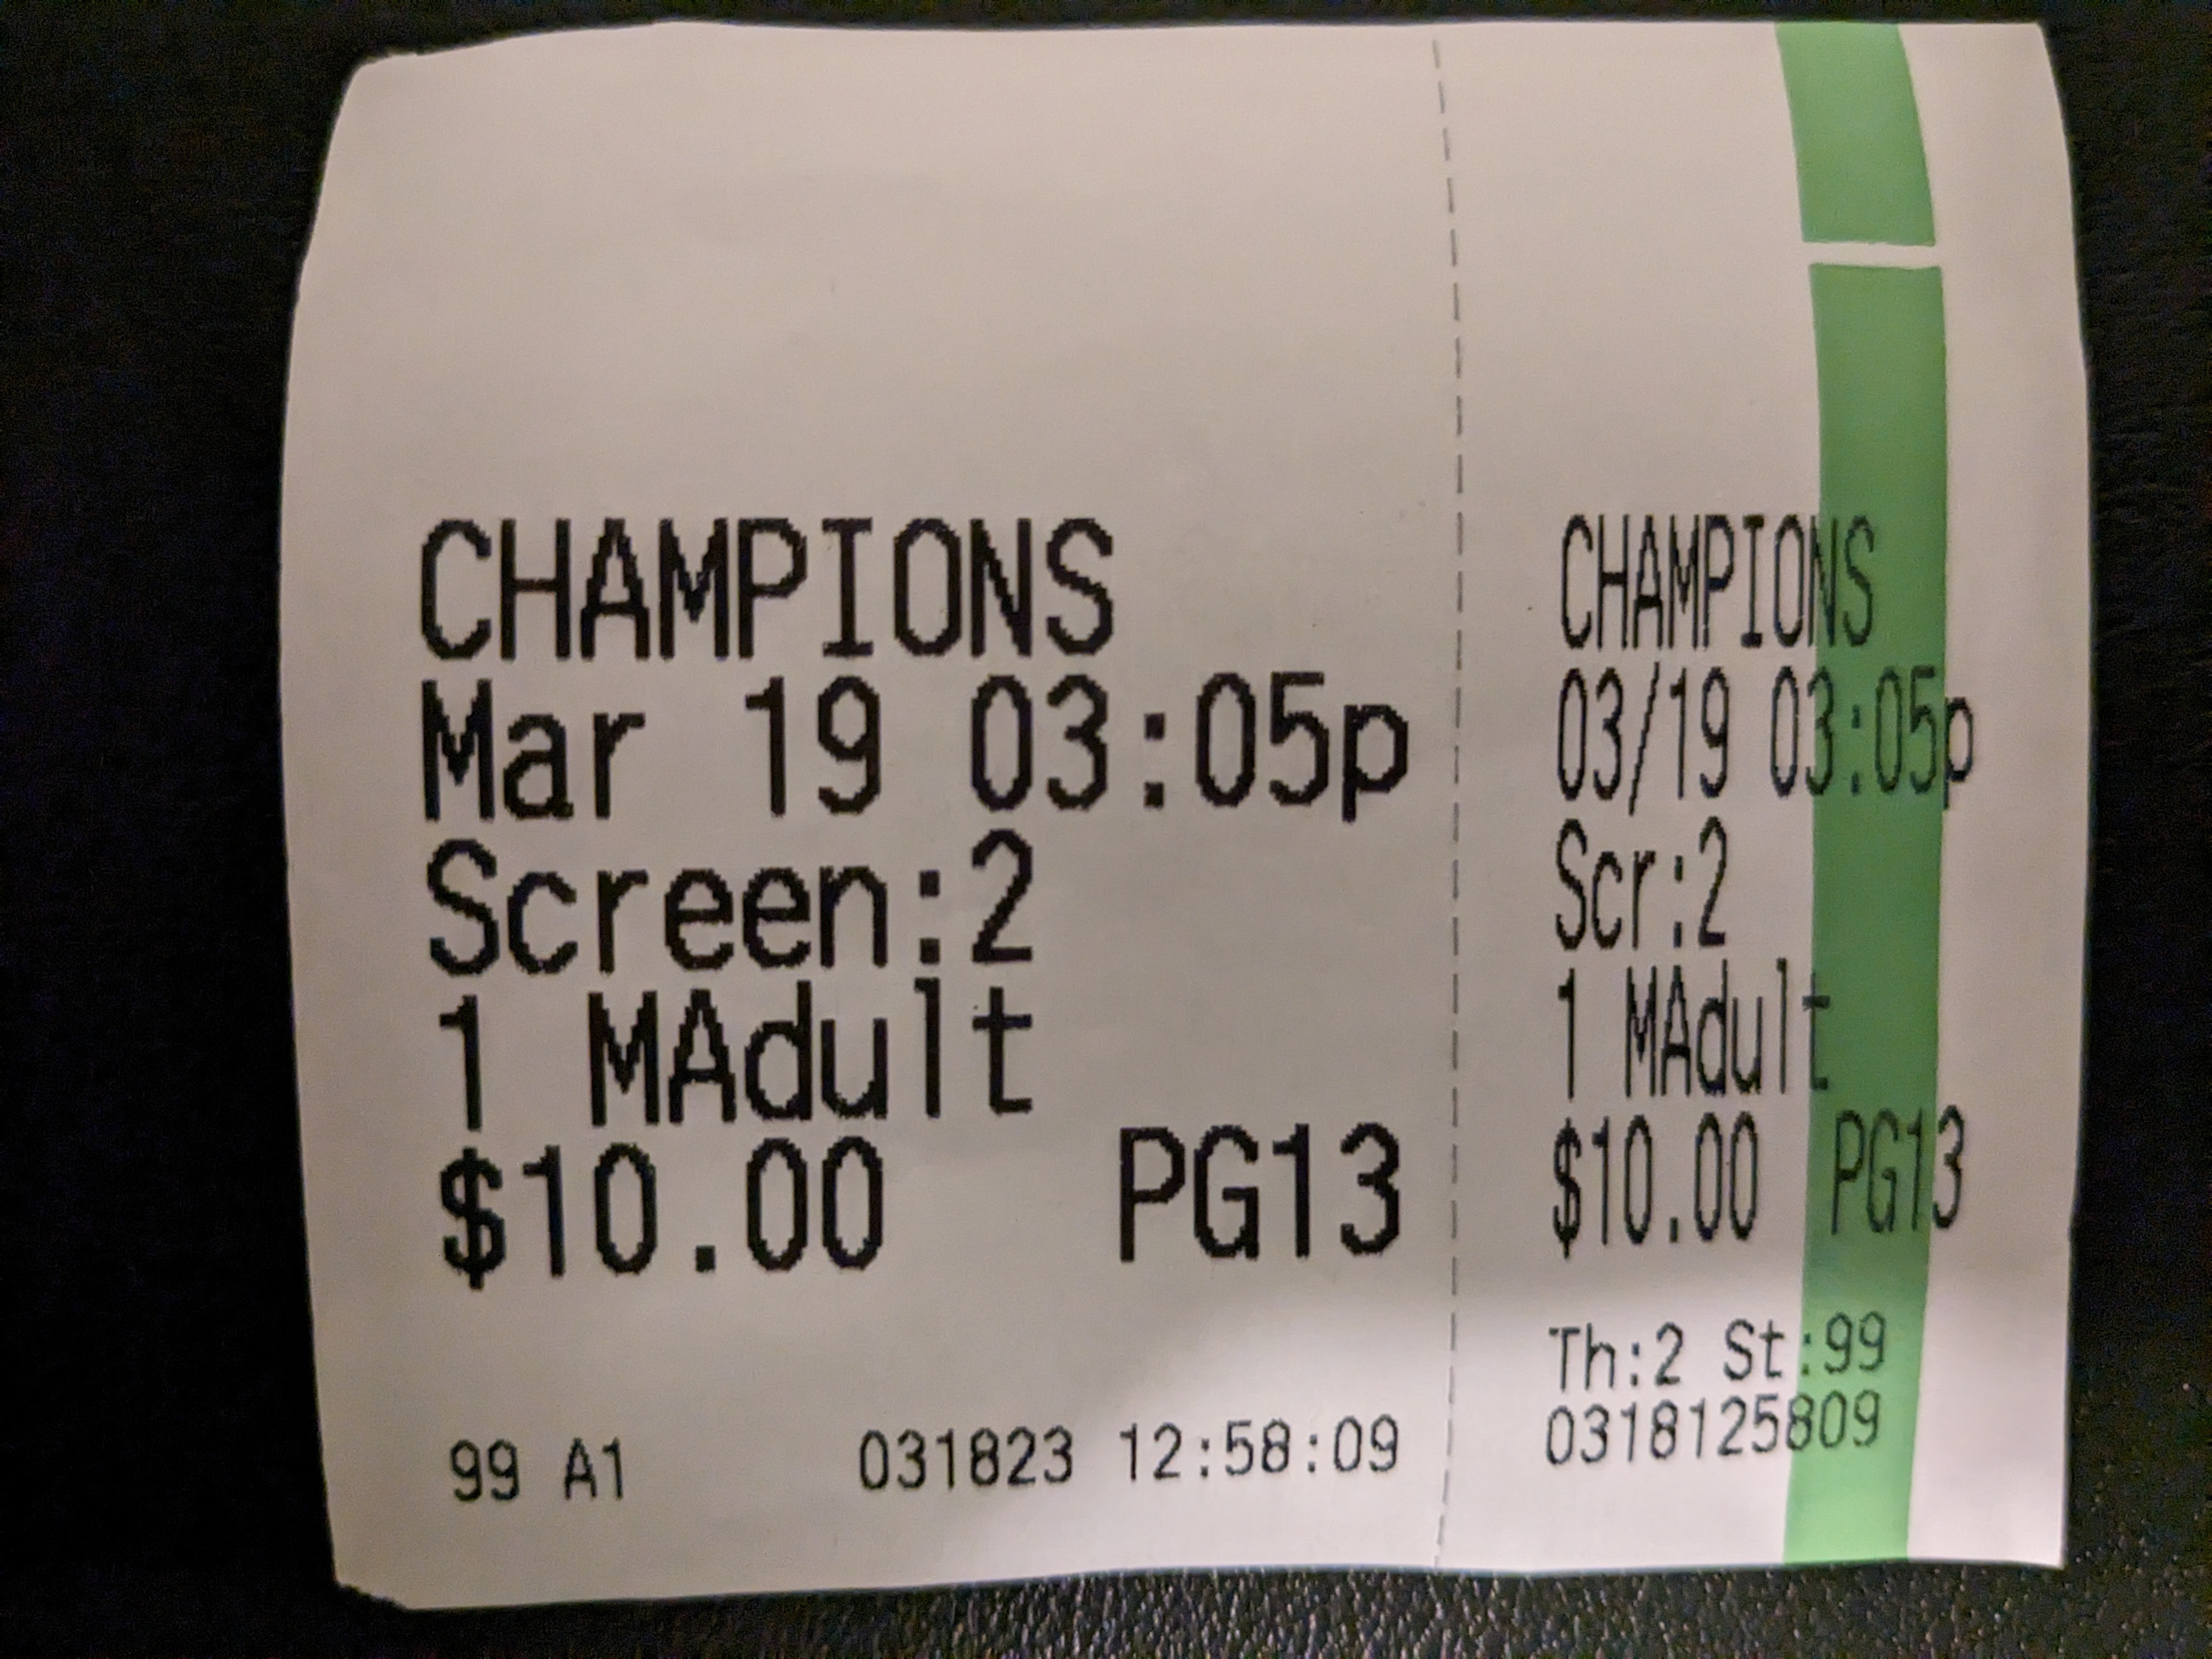 CHAMPIONS
Mar 19 03:05p
Screen:2
1 MAdult
$10.00 PG13
99 A1 031823 12:58:09
CHAMPIONS
03/19 03:05p
Scr:2
1 MAdult
$10.00 PG13
Th:2 St:99
0318125809